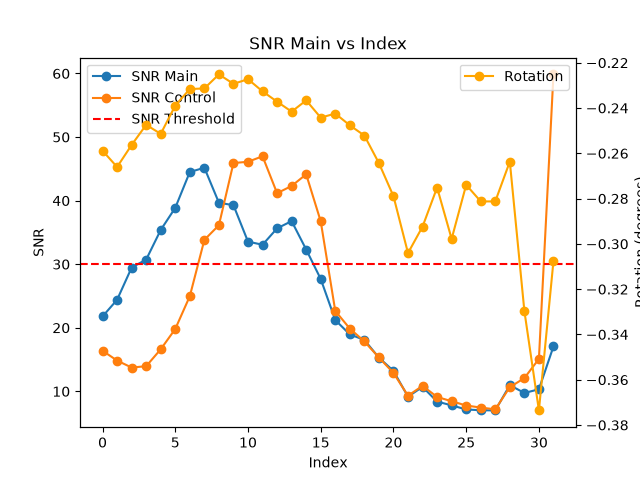 SNR Main vs Index
SNR Main
SNR Control
SNR Threshold
Rotation
60
50
40
30
20
10
SNR
−0.22
−0.24
−0.26
−0.28
−0.30
−0.32
−0.34
−0.36
−0.38
Rotation (degrees)
0 5 10 15 20 25 30
Index